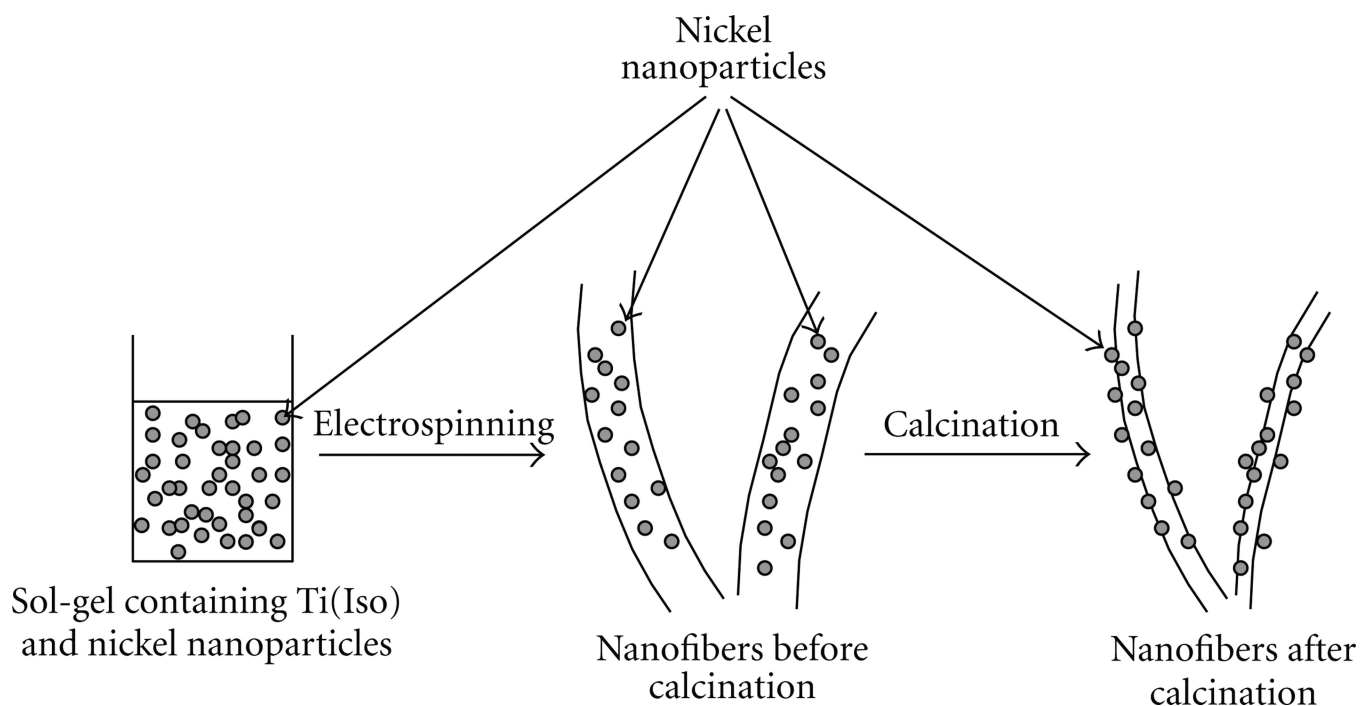 Nickel
nanoparticles
Electrospinning
Calcination
Sol-gel containing Ti(Iso)
and nickel nanoparticles
Nanofibers before
calcination
Nanofibers after
calcination